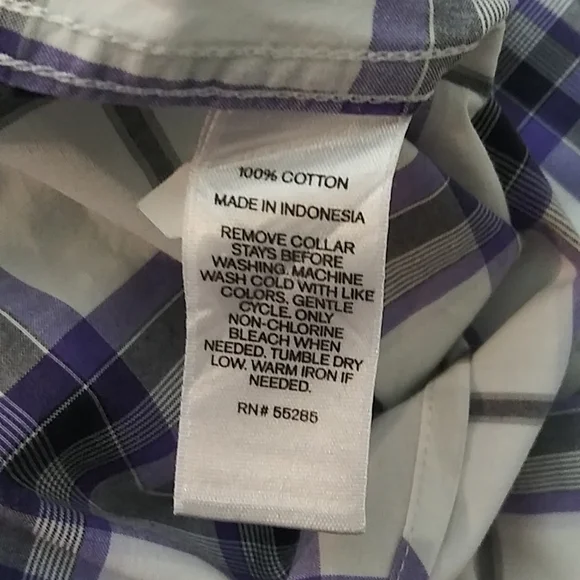 100% COTTON
MADE IN INDONESIA
REMOVE COLLAR
STAYS BEFORE
WASHING. MACHINE
WASH COLD WITH LIKE
COLORS. GENTLE
CYCLE. ONLY
NON-CHLORINE
BLEACH WHEN
NEEDED. TUMBLE DRY
LOW. WARM IRON IF
NEEDED.
RN# 55285